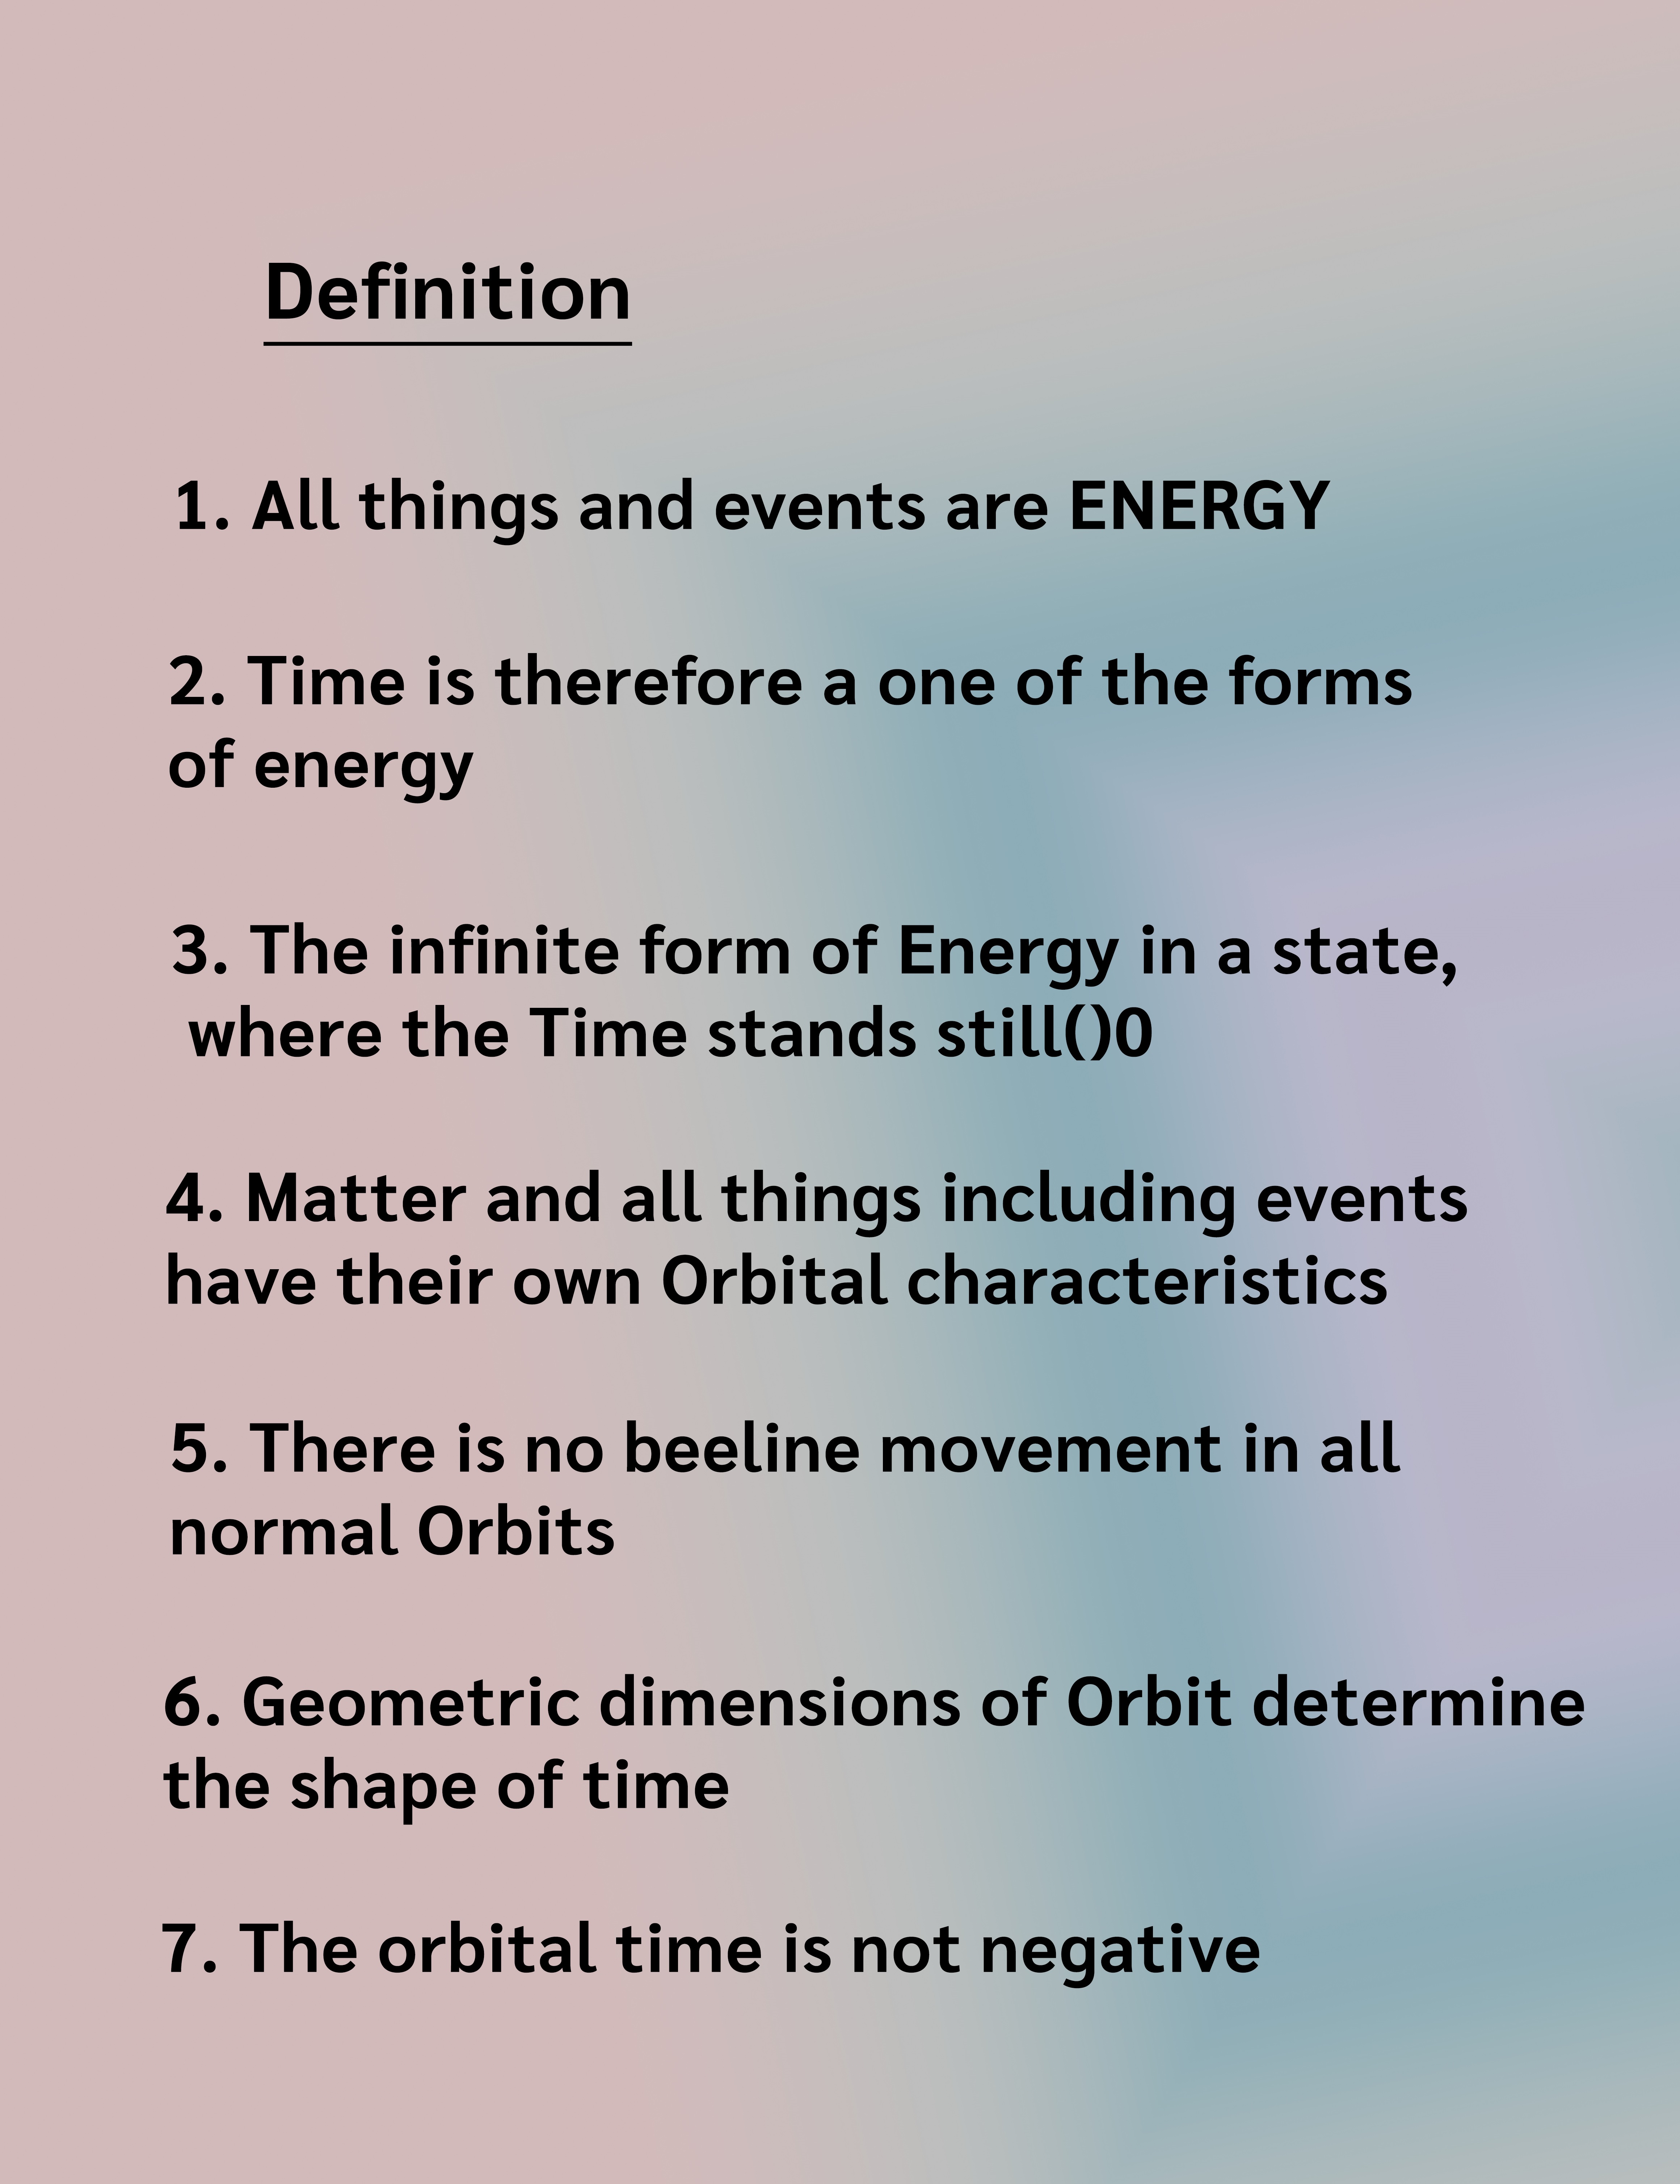 Definition
1. All things and events are ENERGY
2. Time is therefore a one of the forms
of energy
3. The infinite form of Energy in a state,
where the Time stands still()0
4. Matter and all things including events
have their own Orbital characteristics
5. There is no beeline movement in all
normal Orbits
6. Geometric dimensions of Orbit determine
the shape of time
7. The orbital time is not negative